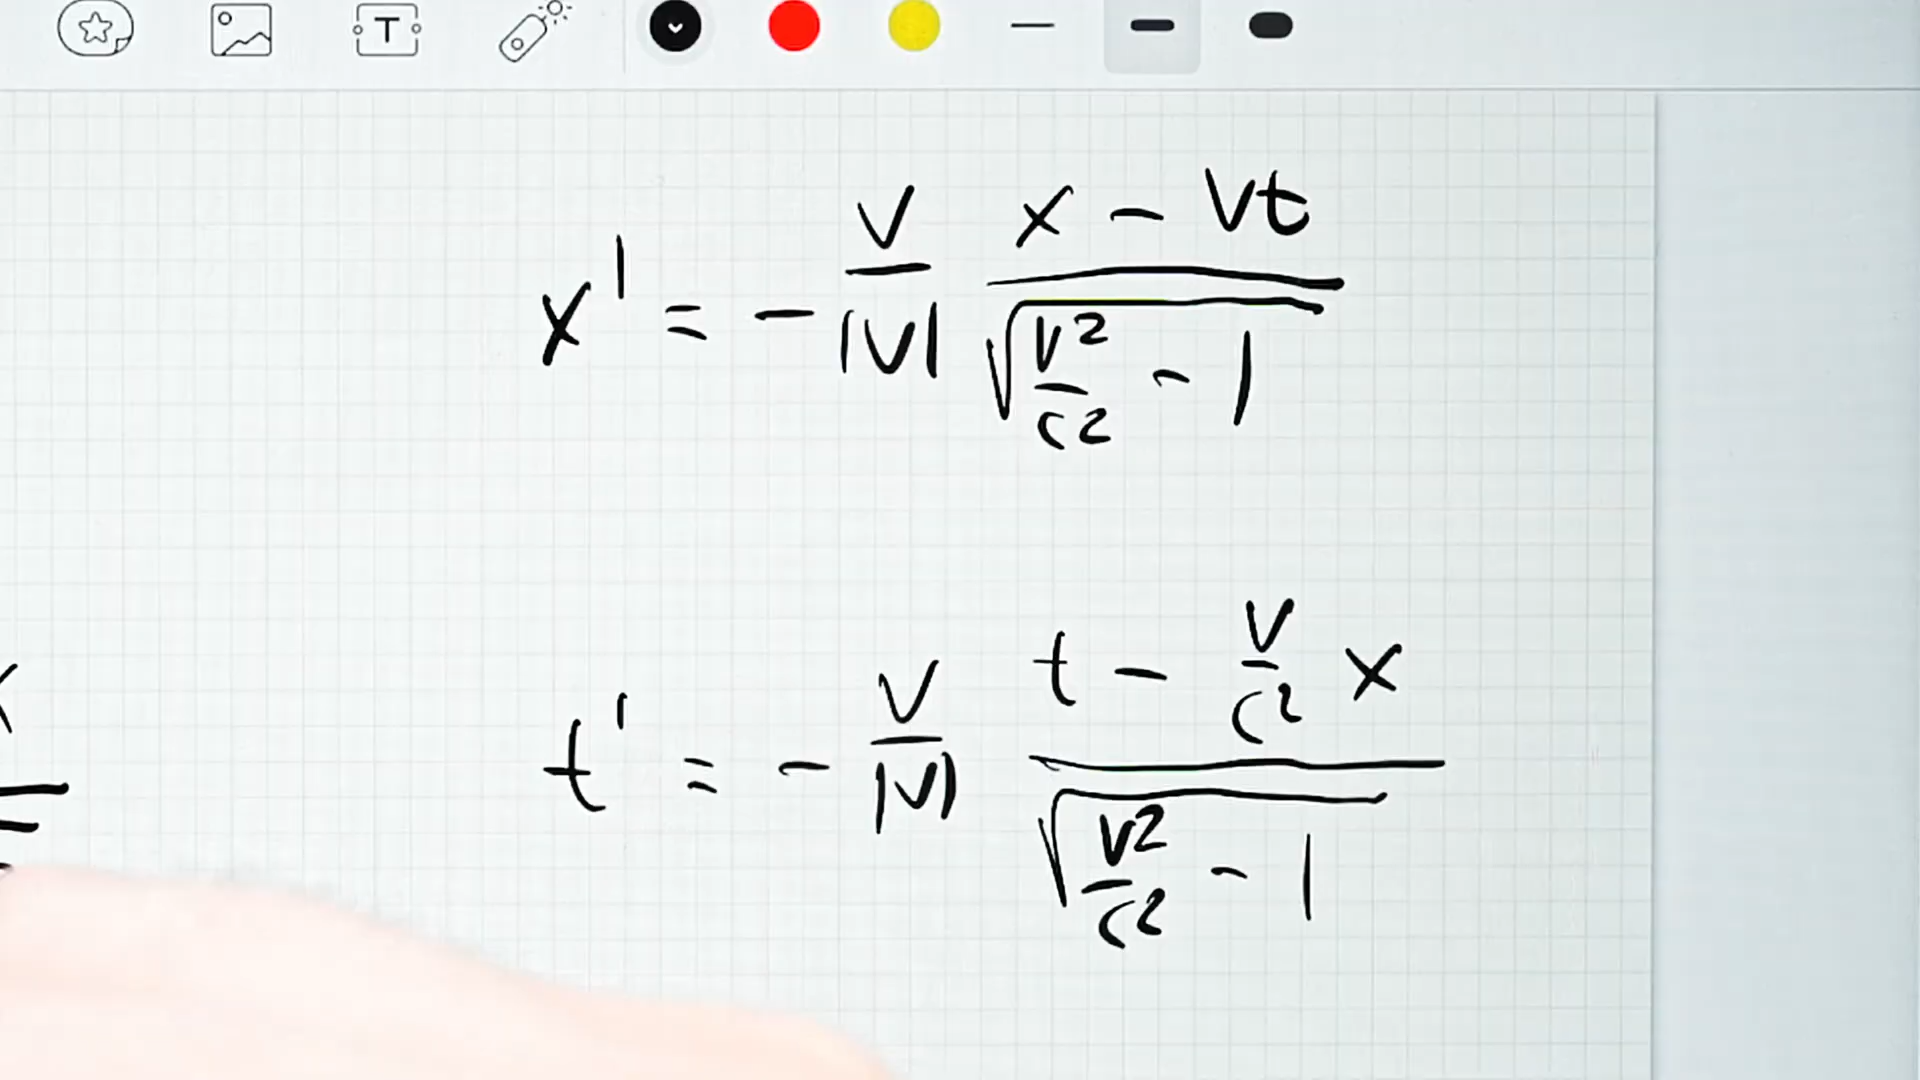 T
x' = - V/|V| (x - Vt)/√(V²/c² - 1)
t' = - V/|V| (t - V/c² x)/√(V²/c² - 1)